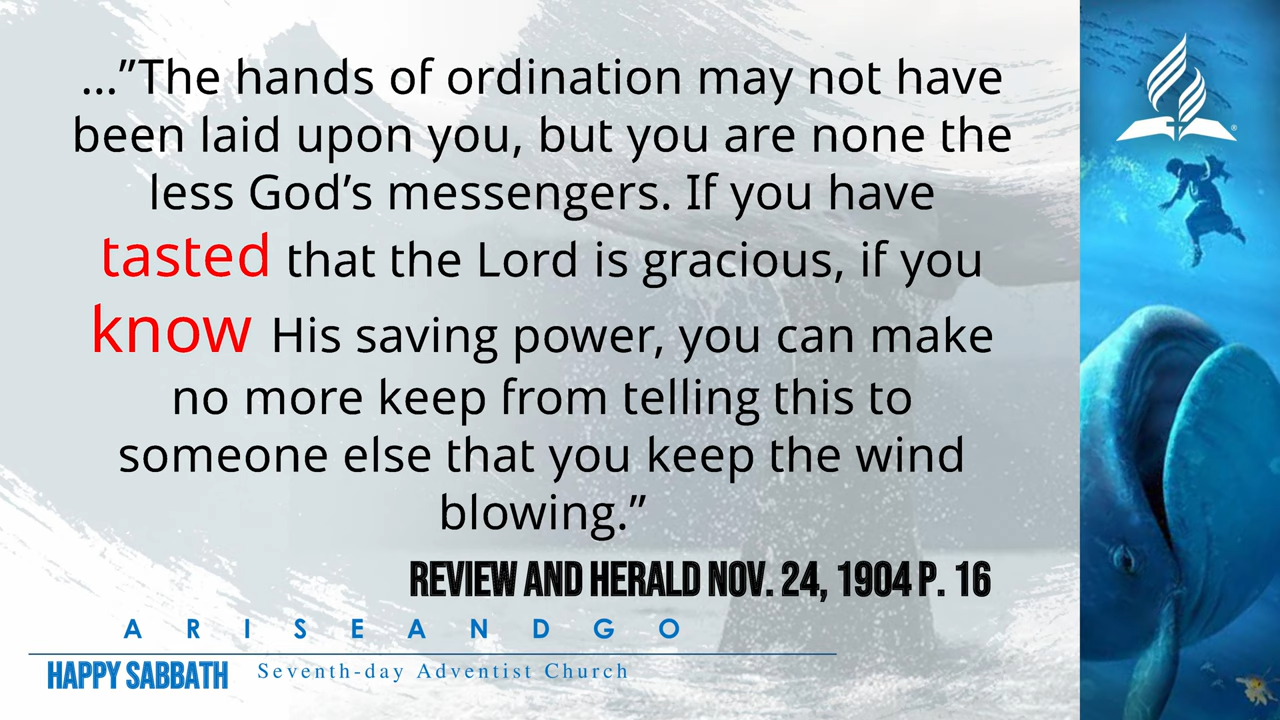 …”The hands of ordination may not have
been laid upon you, but you are none the
less God’s messengers. If you have
tasted that the Lord is gracious, if you
know His saving power, you can make
no more keep from telling this to
someone else that you keep the wind
blowing.”
REVIEW AND HERALD NOV. 24, 1904 P. 16
A R I S E A N D G O
HAPPY SABBATH Seventh-day Adventist Church